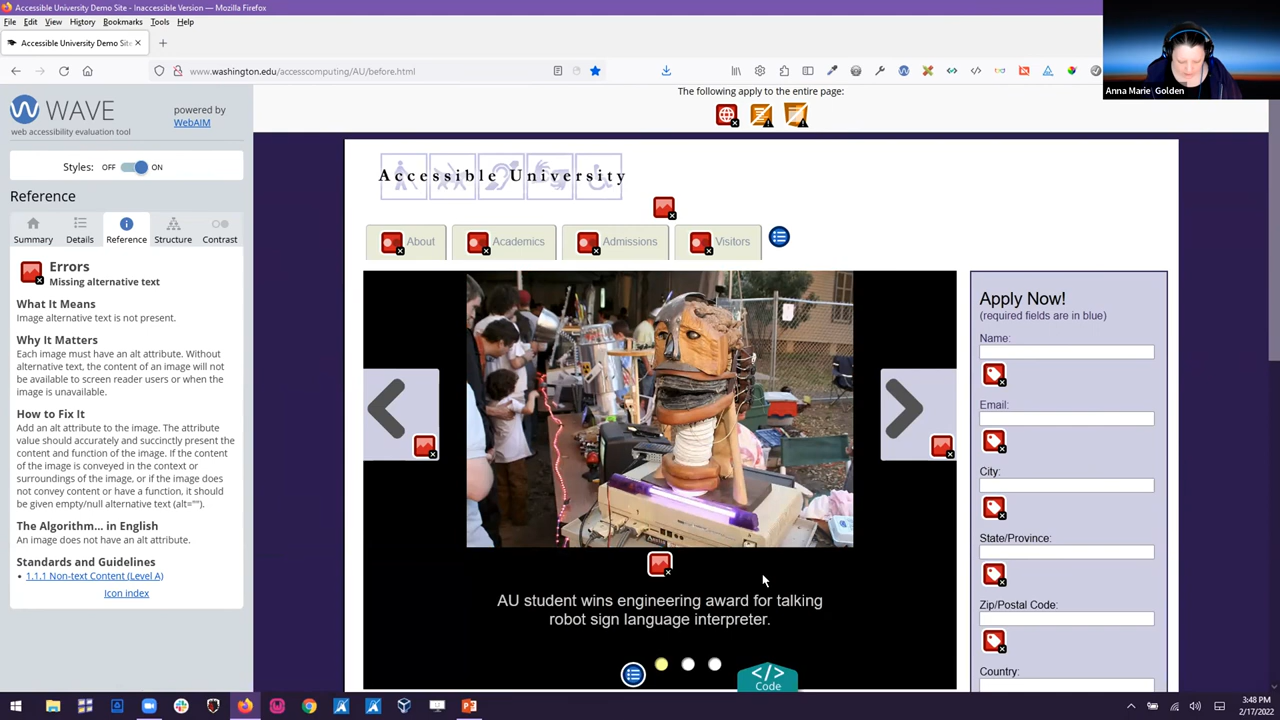 Accessible University Demo Site - Inaccessible Version — Mozilla Firefox
File Edit View History Bookmarks Tools Help
Accessible University Demo Sit
www.washington.edu/accesscomputing/AU/before.html
Anna Marie Golden
WAVE
web accessibility evaluation tool
powered by
WebAIM
Styles: OFF ON
Reference
Summary Details Reference Structure Contrast
Errors
Missing alternative text
What It Means
Image alternative text is not present.
Why It Matters
Each image must have an alt attribute. Without
alternative text, the content of an image will not
be available to screen reader users or when the
image is unavailable.
How to Fix It
Add an alt attribute to the image. The attribute
value should accurately and succinctly present the
content and function of the image. If the content
of the image is conveyed in the context or
surroundings of the image, or if the image does
not convey content or have a function, it should
be given empty/null alternative text (alt="").
The Algorithm... in English
An image does not have an alt attribute.
Standards and Guidelines
• 1.1.1 Non-text Content (Level A)
Icon index
The following apply to the entire page:
Accessible University
About Academics Admissions Visitors
AU student wins engineering award for talking
robot sign language interpreter.
</> Code
Apply Now!
(required fields are in blue)
Name:
Email:
City:
State/Province:
Zip/Postal Code:
Country:
3:48 PM
2/17/2022